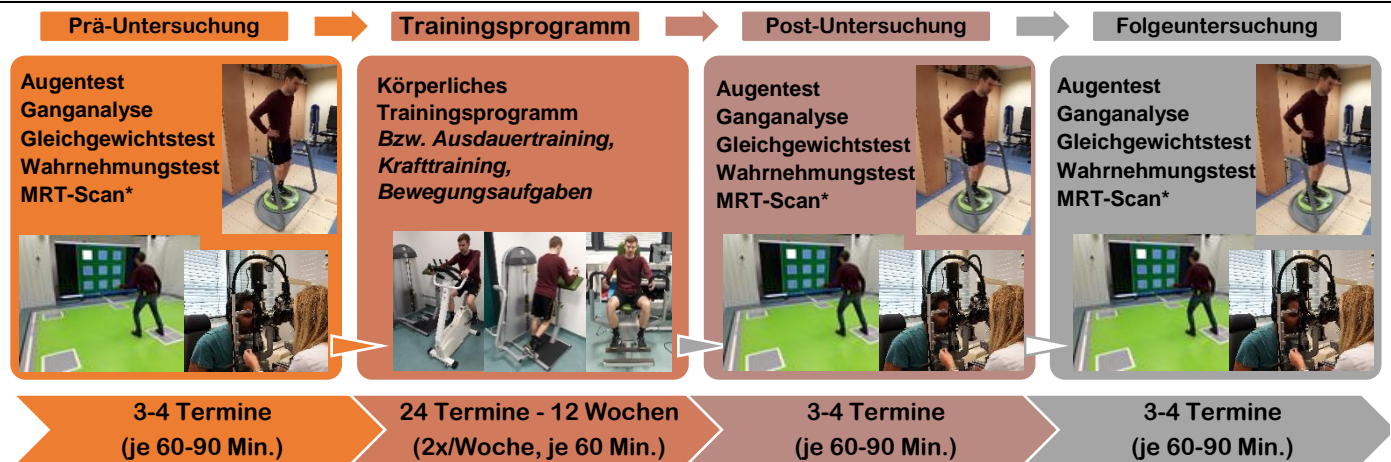 Prä-Untersuchung
Trainingsprogramm
Post-Untersuchung
Folgeuntersuchung
Augentest
Ganganalyse
Gleichgewichtstest
Wahrnehmungstest
MRT-Scan*
Körperliches
Trainingsprogramm
Bzw. Ausdauertraining,
Krafttraining,
Bewegungsaufgaben
Augentest
Ganganalyse
Gleichgewichtstest
Wahrnehmungstest
MRT-Scan*
Augentest
Ganganalyse
Gleichgewichtstest
Wahrnehmungstest
MRT-Scan*
3-4 Termine
(je 60-90 Min.)
24 Termine - 12 Wochen
(2x/Woche, je 60 Min.)
3-4 Termine
(je 60-90 Min.)
3-4 Termine
(je 60-90 Min.)